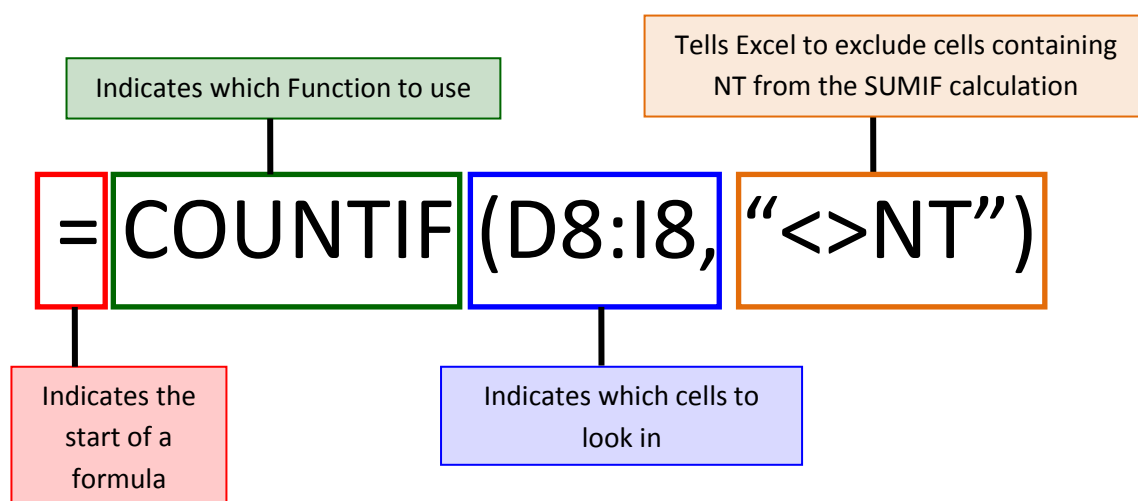 Tells Excel to exclude cells containing
NT from the SUMIF calculation
Indicates which Function to use
=COUNTIF(D8:I8, “<>NT”)
Indicates the
start of a
formula
Indicates which cells to
look in